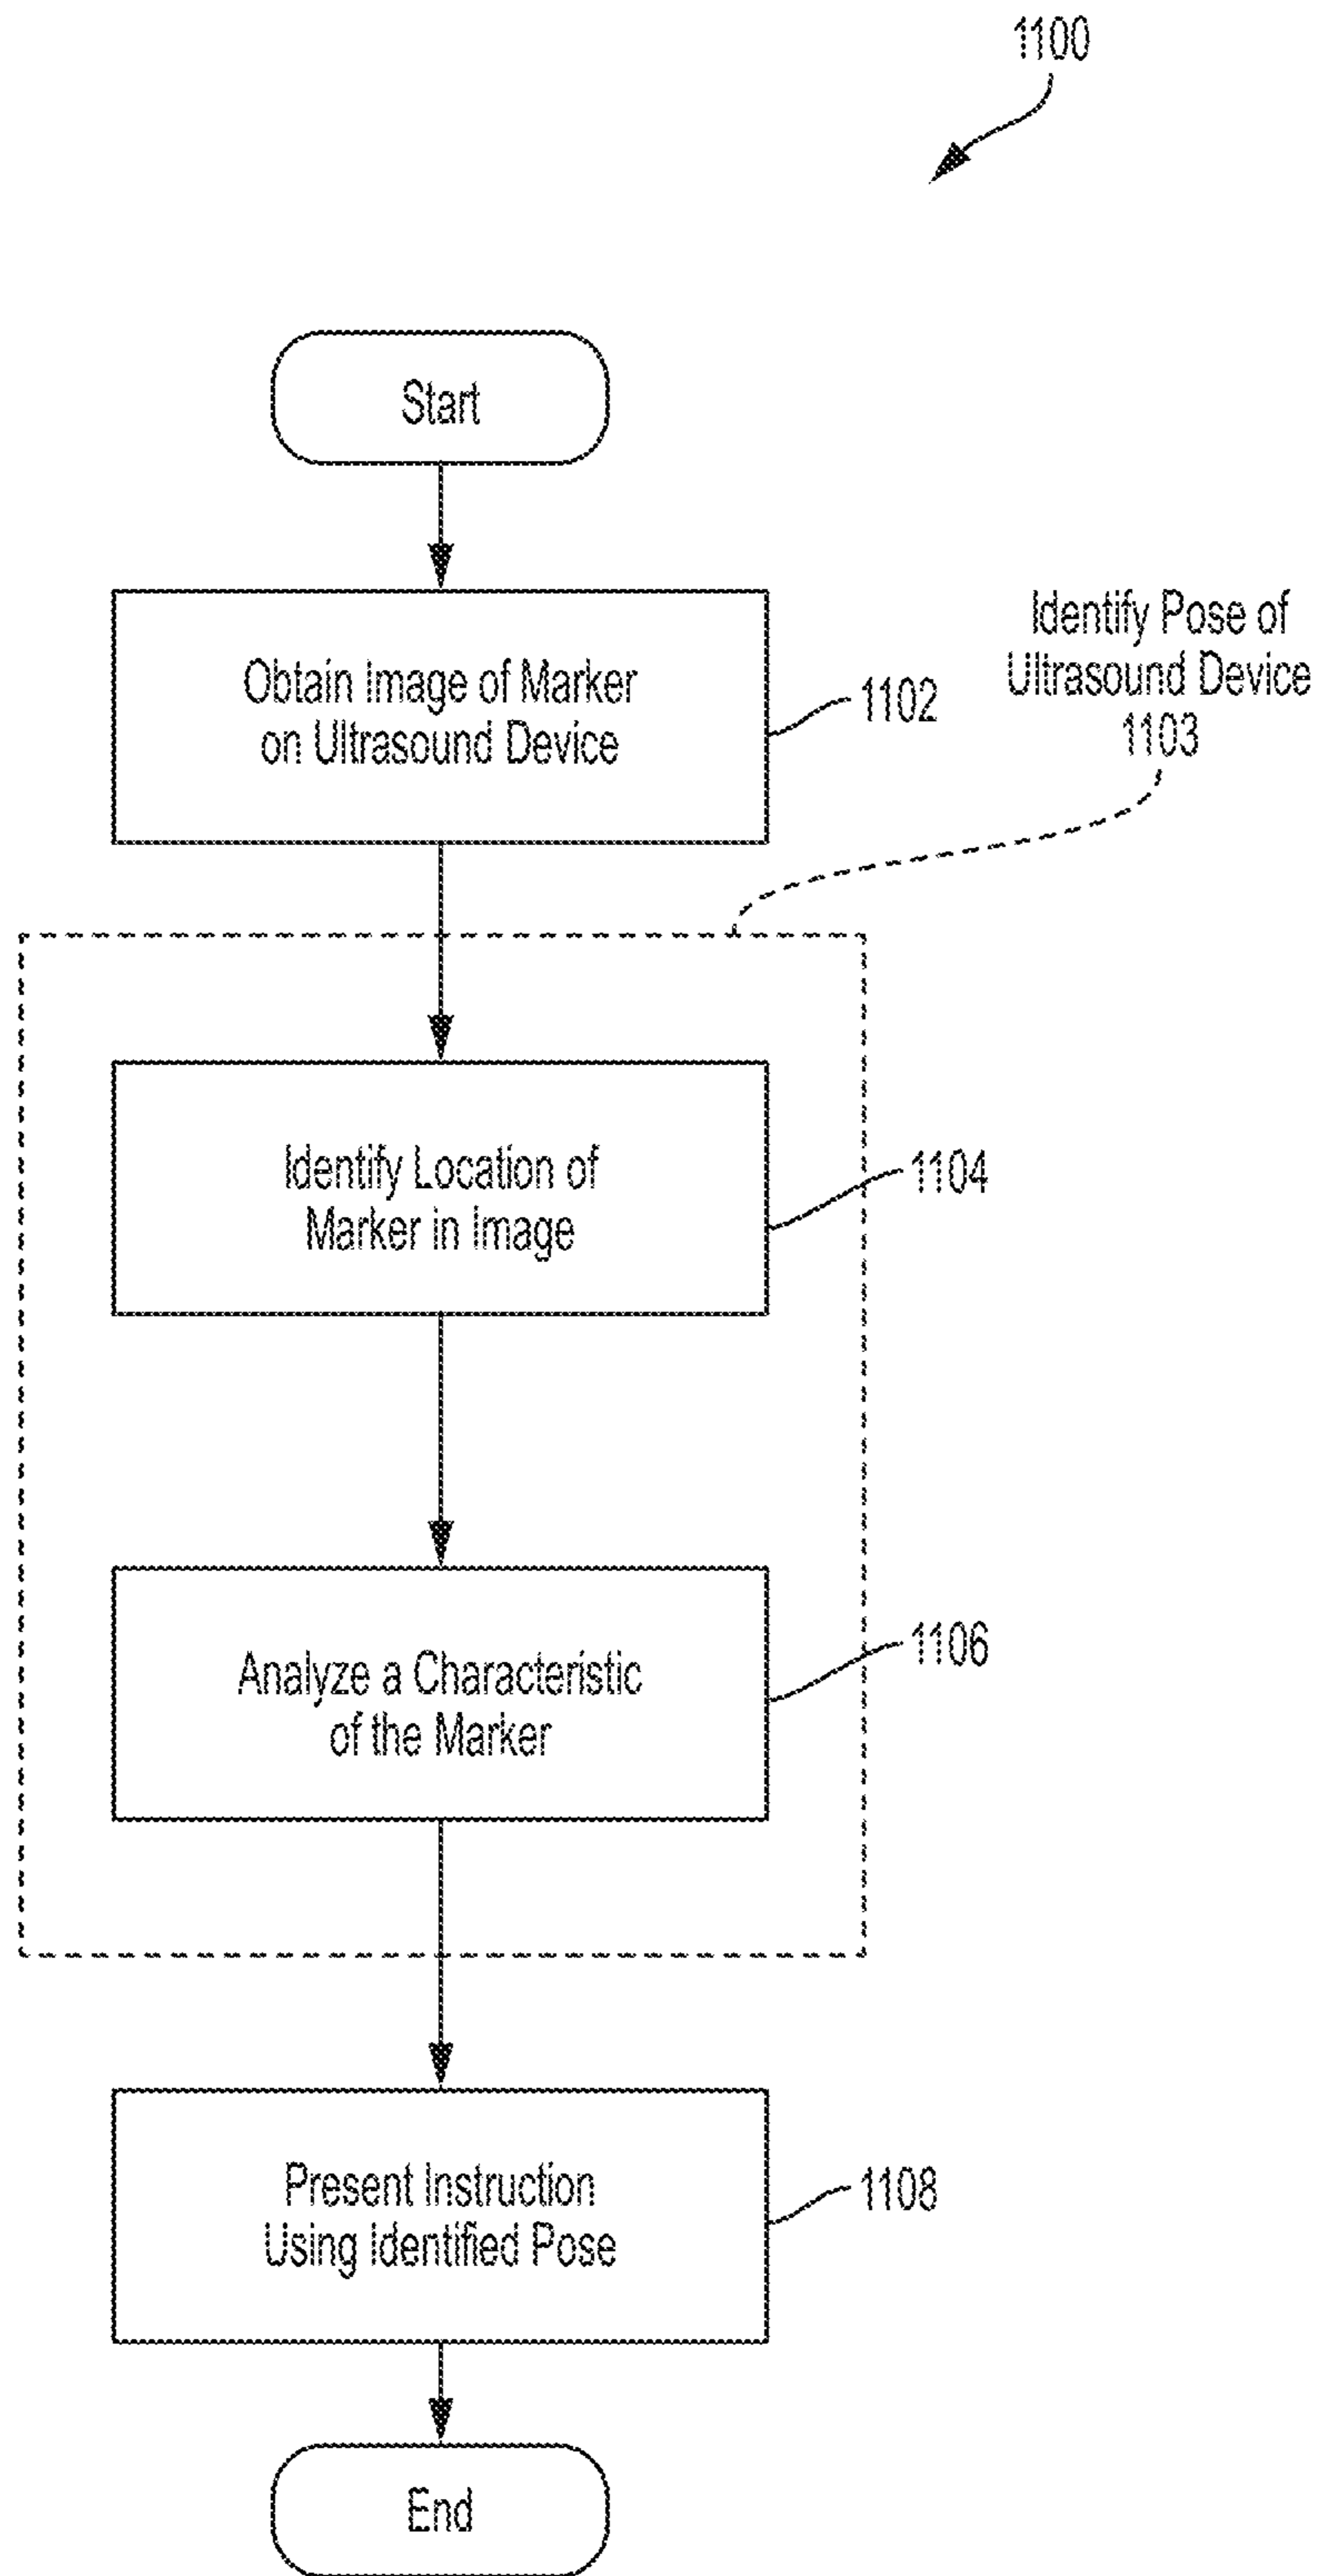 1100
Start
Obtain Image of Marker
on Ultrasound Device
1102
Identify Pose of
Ultrasound Device
1103
Identify Location of
Marker in Image
1104
Analyze a Characteristic
of the Marker
1106
Present Instruction
Using Identified Pose
1108
End